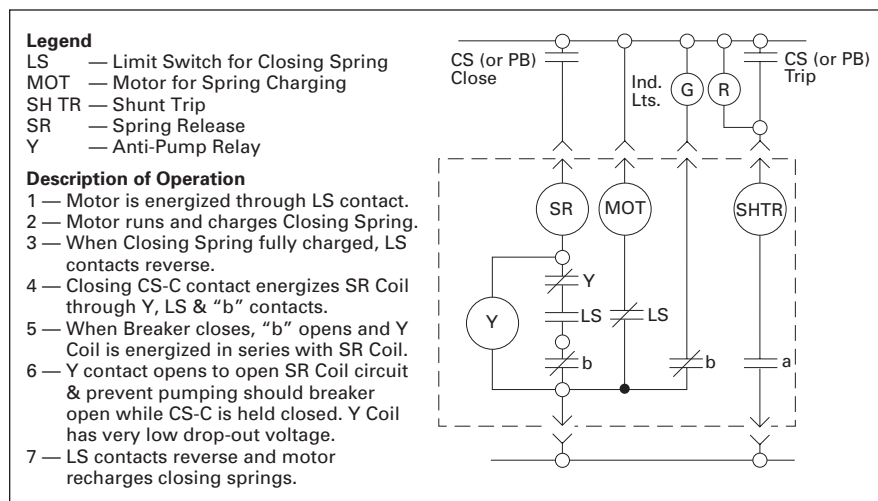 Legend
LS — Limit Switch for Closing Spring
MOT — Motor for Spring Charging
SH TR — Shunt Trip
SR — Spring Release
Y — Anti-Pump Relay
Description of Operation
1 — Motor is energized through LS contact.
2 — Motor runs and charges Closing Spring.
3 — When Closing Spring fully charged, LS
contacts reverse.
4 — Closing CS-C contact energizes SR Coil
through Y, LS & “b” contacts.
5 — When Breaker closes, “b” opens and Y
Coil is energized in series with SR Coil.
6 — Y contact opens to open SR Coil circuit
& prevent pumping should breaker
open while CS-C is held closed. Y Coil
has very low drop-out voltage.
7 — LS contacts reverse and motor
recharges closing springs.
CS (or PB)
Close
Ind.
Lts.
G
R
CS (or PB)
Trip
SR
MOT
SHTR
Y
Y
LS
LS
b
b
a